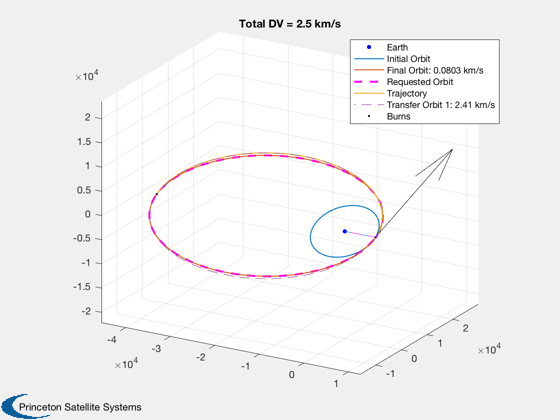 Total DV = 2.5 km/s
Earth
Initial Orbit
Final Orbit: 0.0803 km/s
Requested Orbit
Trajectory
Transfer Orbit 1: 2.41 km/s
Burns
×10⁴
2
1.5
1
0.5
0
-0.5
-1
-1.5
-2
-4
-3
-2
-1
0
1
×10⁴
-1
0
1
2
×10⁴
Princeton Satellite Systems